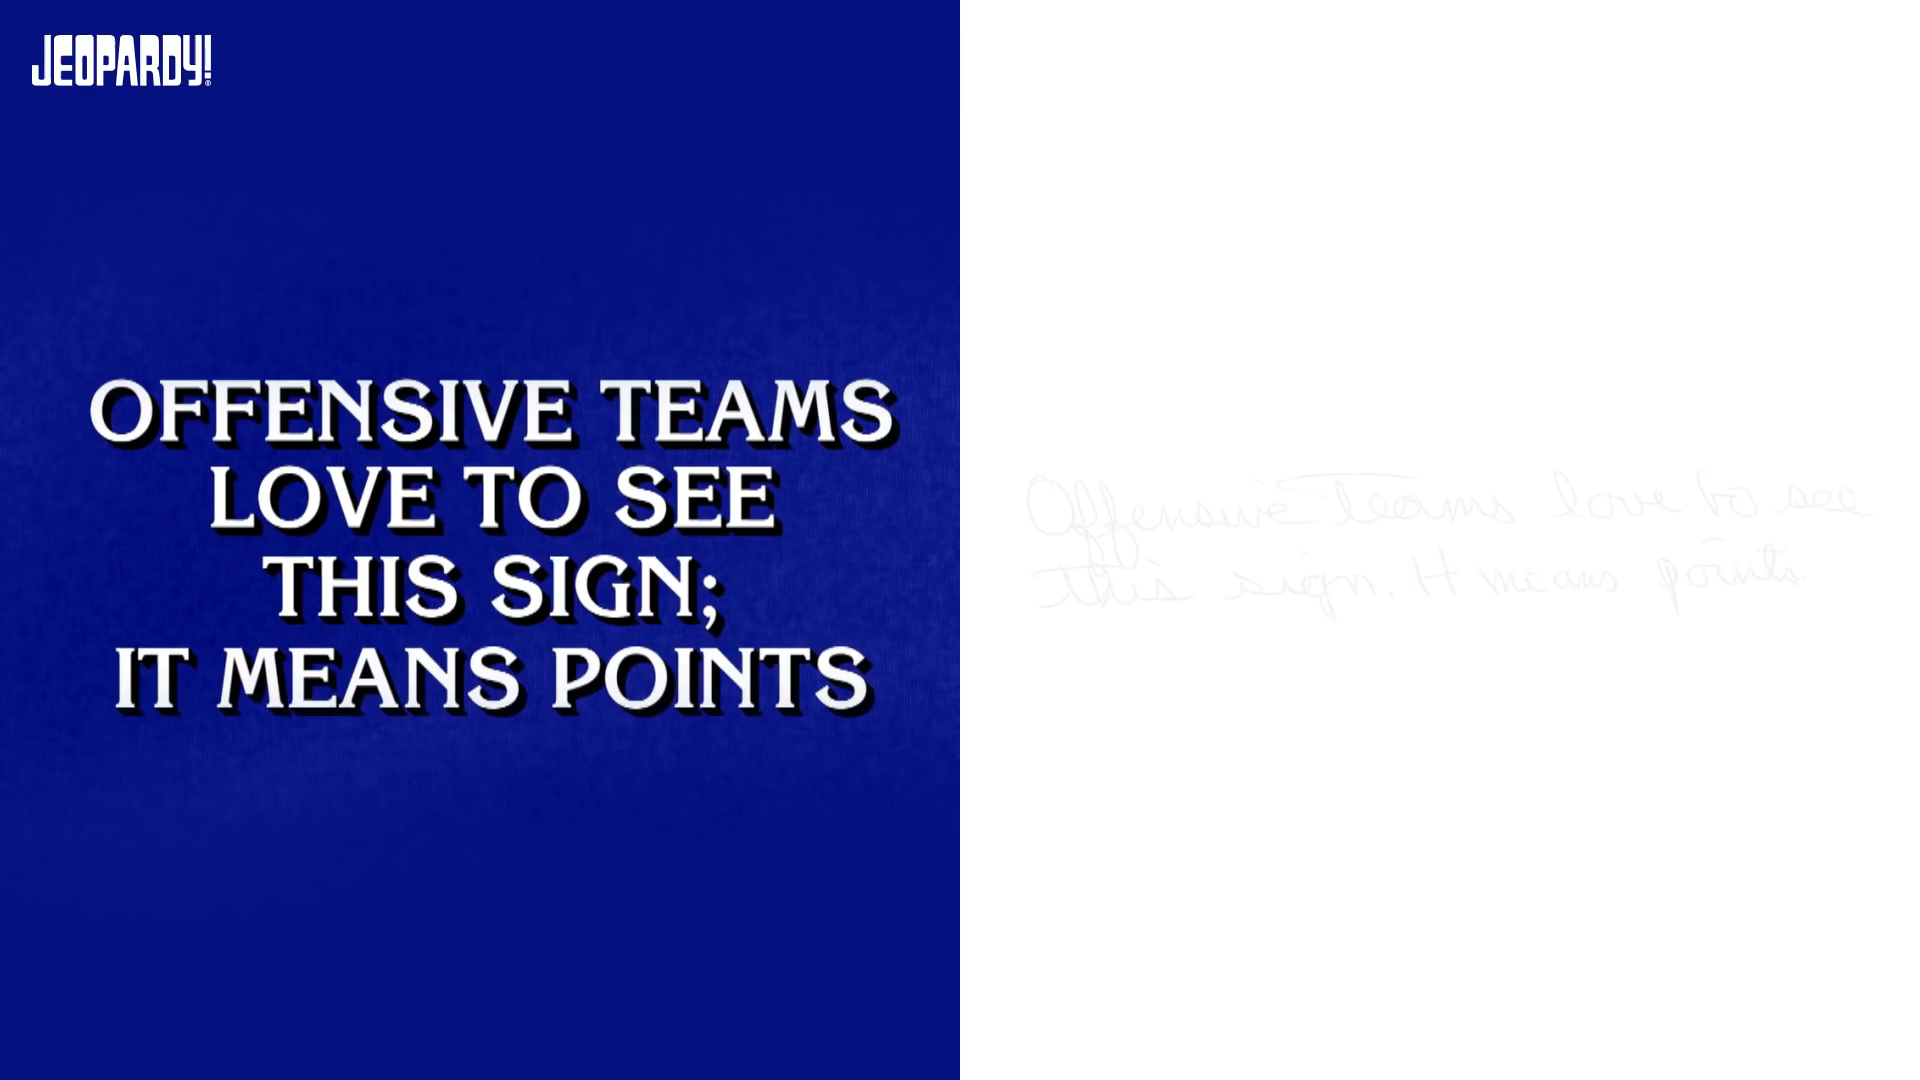 JEOPARDY!
OFFENSIVE TEAMS
LOVE TO SEE
THIS SIGN;
IT MEANS POINTS
Offensive teams love to see
this sign. It means points